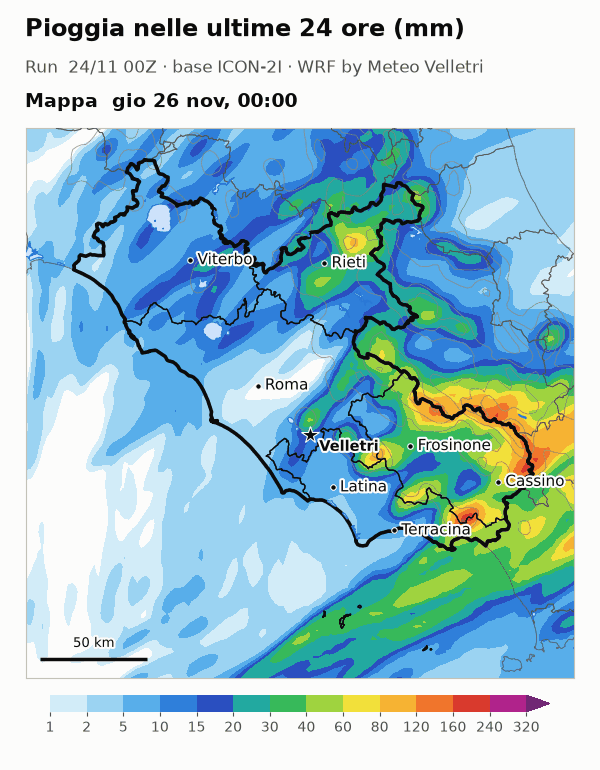 Pioggia nelle ultime 24 ore (mm)
Run  24/11 00Z · base ICON-2I · WRF by Meteo Velletri
Mappa  gio 26 nov, 00:00
Viterbo
Rieti
Roma
Velletri
Frosinone
Cassino
Latina
Terracina
50 km
1 2 5 10 15 20 30 40 60 80 120 160 240 320